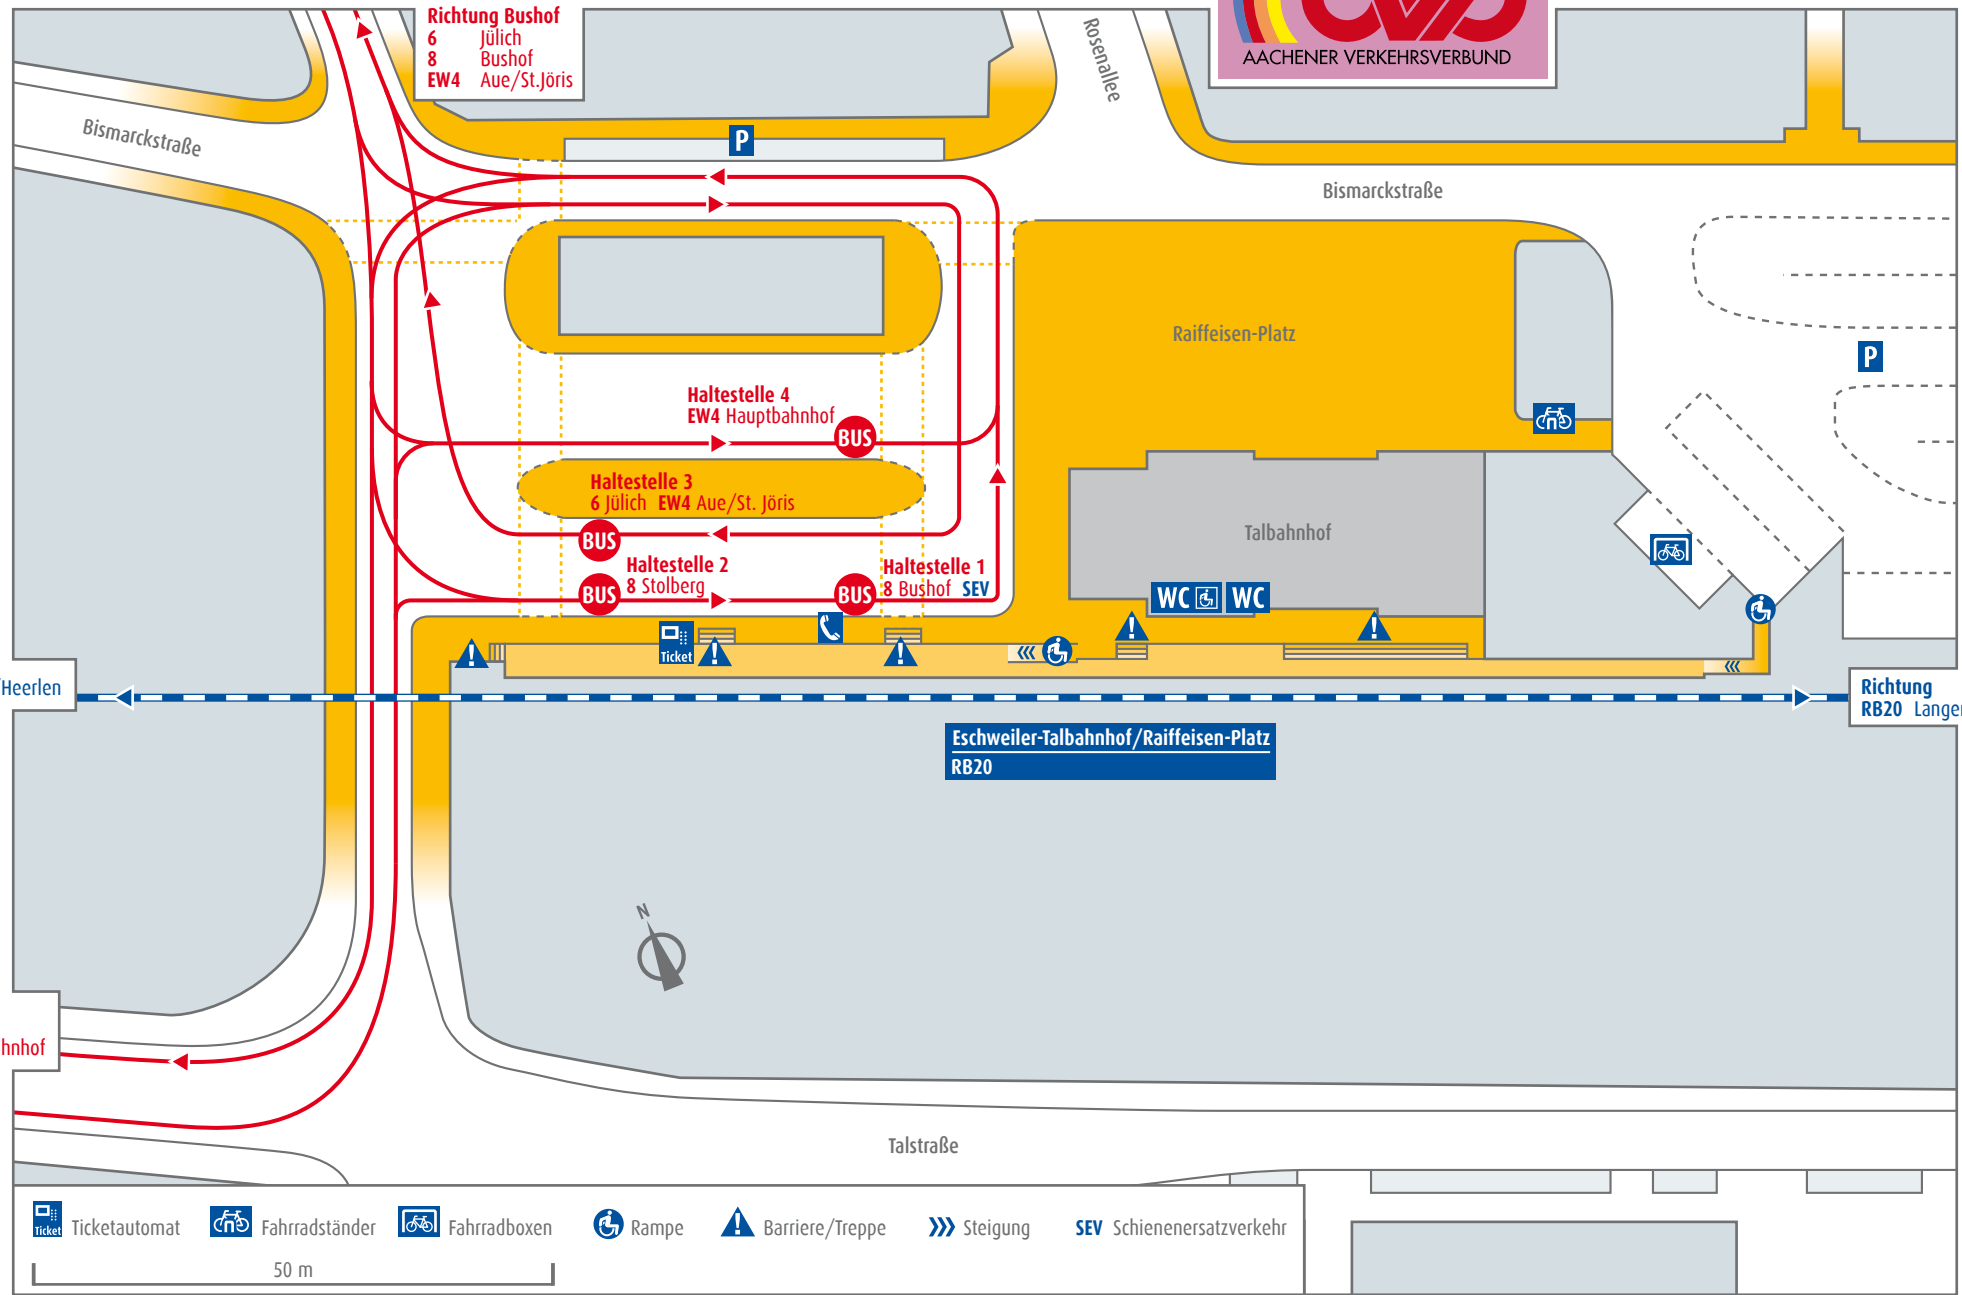 Richtung Bushof
6 Jülich
8 Bushof
EW4 Aue/St.Jöris
AACHENER VERKEHRSVERBUND
Rosenallee
Bismarckstraße
P
Bismarckstraße
Raiffeisen-Platz
P
Haltestelle 4
EW4 Hauptbahnhof
BUS
Haltestelle 3
6 Jülich EW4 Aue/St. Jöris
BUS
Talbahnhof
Haltestelle 2
8 Stolberg
BUS
Haltestelle 1
8 Bushof SEV
BUS
WC WC
Ticket
/Heerlen
Richtung
RB20 Langer
Eschweiler-Talbahnhof/Raiffeisen-Platz
RB20
N
hnhof
Talstraße
Ticket Ticketautomat Fahrradständer Fahrradboxen Rampe Barriere/Treppe Steigung SEV Schienenersatzverkehr
50 m